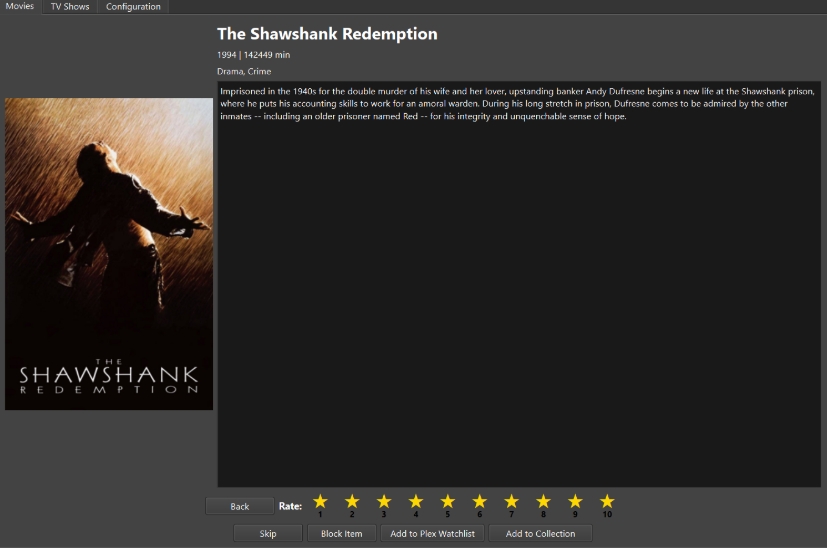 Movies TV Shows Configuration
The Shawshank Redemption
1994 | 142449 min
Drama, Crime
Imprisoned in the 1940s for the double murder of his wife and her lover, upstanding banker Andy Dufresne begins a new life at the Shawshank prison,
where he puts his accounting skills to work for an amoral warden. During his long stretch in prison, Dufresne comes to be admired by the other
inmates -- including an older prisoner named Red -- for his integrity and unquenchable sense of hope.
THE
SHAWSHANK
REDEMPTION
Back Rate:
1 2 3 4 5 6 7 8 9 10
Skip Block Item Add to Plex Watchlist Add to Collection